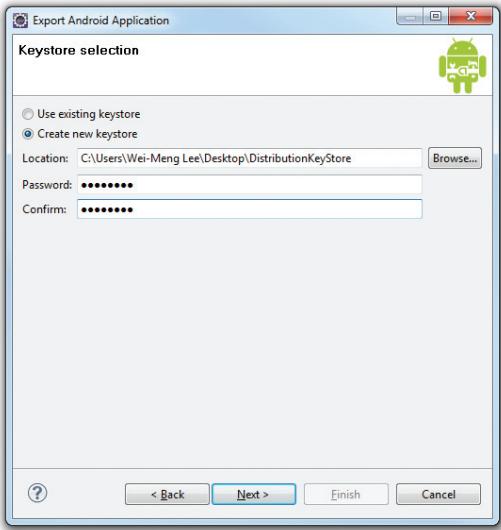 Export Android Application
Keystore selection
Use existing keystore
Create new keystore
Location: C:\Users\Wei-Meng Lee\Desktop\DistributionKeyStore Browse...
Password: ●●●●●●●●
Confirm: ●●●●●●●●
? < Back Next > Finish Cancel